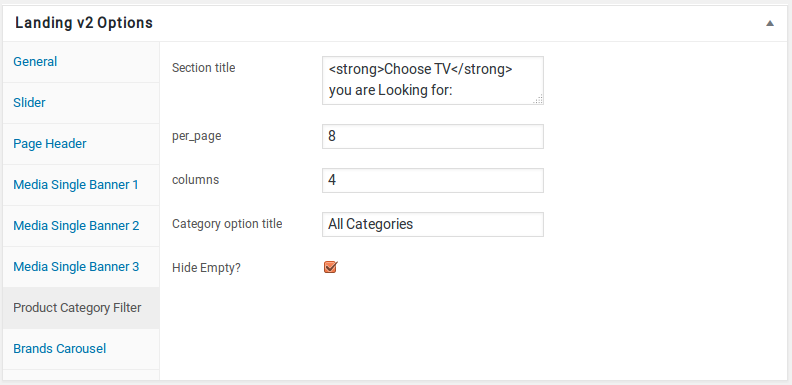 Landing v2 Options
General
Slider
Page Header
Media Single Banner 1
Media Single Banner 2
Media Single Banner 3
Product Category Filter
Brands Carousel
Section title
<strong>Choose TV</strong>
you are Looking for:
per_page
8
columns
4
Category option title
All Categories
Hide Empty?